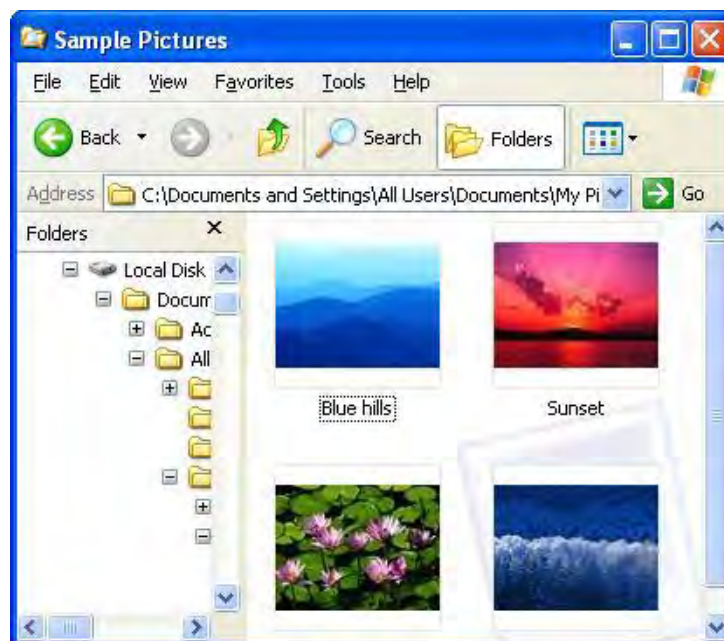 Sample Pictures
File Edit View Favorites Tools Help
Back Search Folders
Address C:\Documents and Settings\All Users\Documents\My Pi Go
Folders
Local Disk
Docum
Ac
All
Blue hills Sunset